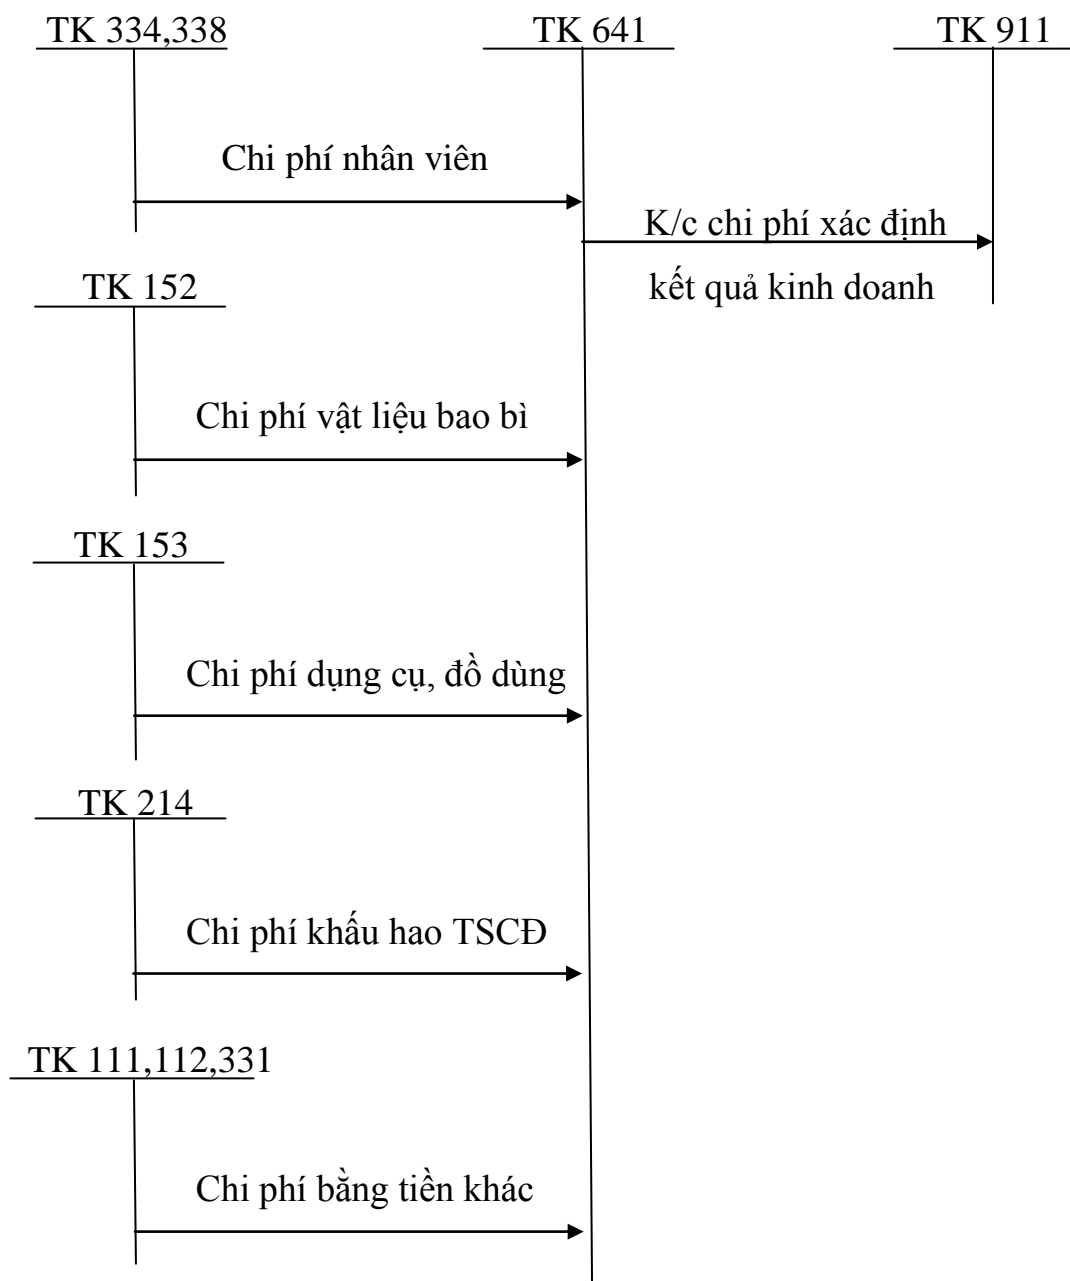 TK 334,338
TK 641
TK 911
Chi phí nhân viên
K/c chi phí xác định
kết quả kinh doanh
TK 152
Chi phí vật liệu bao bì
TK 153
Chi phí dụng cụ, đồ dùng
TK 214
Chi phí khấu hao TSCĐ
TK 111,112,331
Chi phí bằng tiền khác